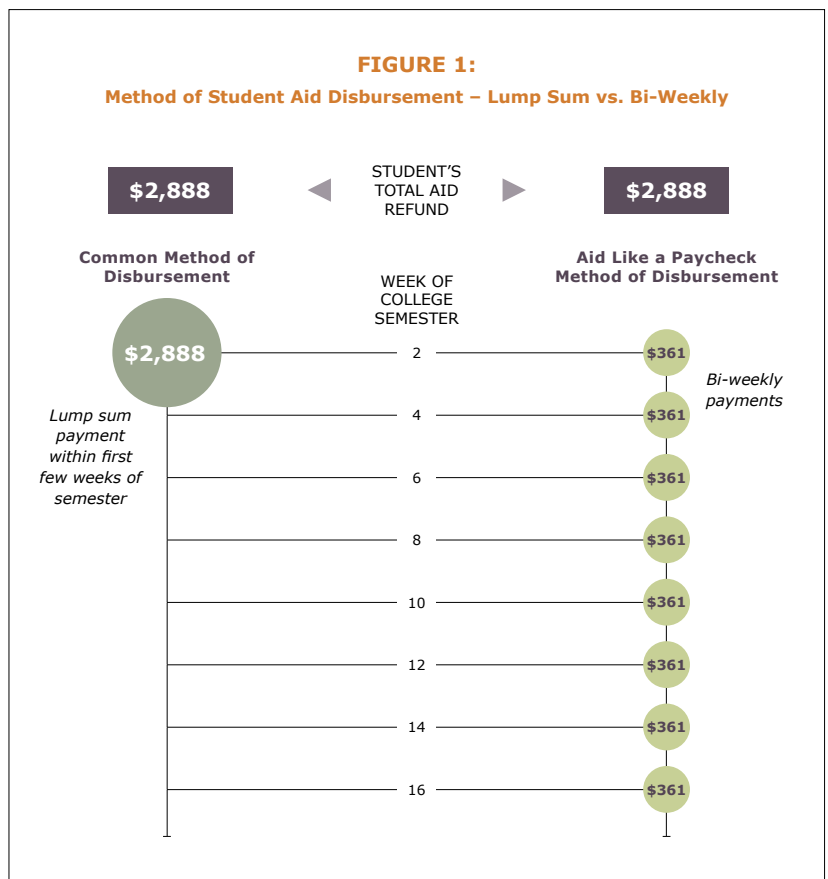 FIGURE 1:
Method of Student Aid Disbursement – Lump Sum vs. Bi-Weekly
$2,888
STUDENT’S
TOTAL AID
REFUND
$2,888
Common Method of
Disbursement
Aid Like a Paycheck
Method of Disbursement
WEEK OF
COLLEGE
SEMESTER
$2,888
2
$361
Bi-weekly
payments
Lump sum
payment
within first
few weeks of
semester
4
$361
6
$361
8
$361
10
$361
12
$361
14
$361
16
$361